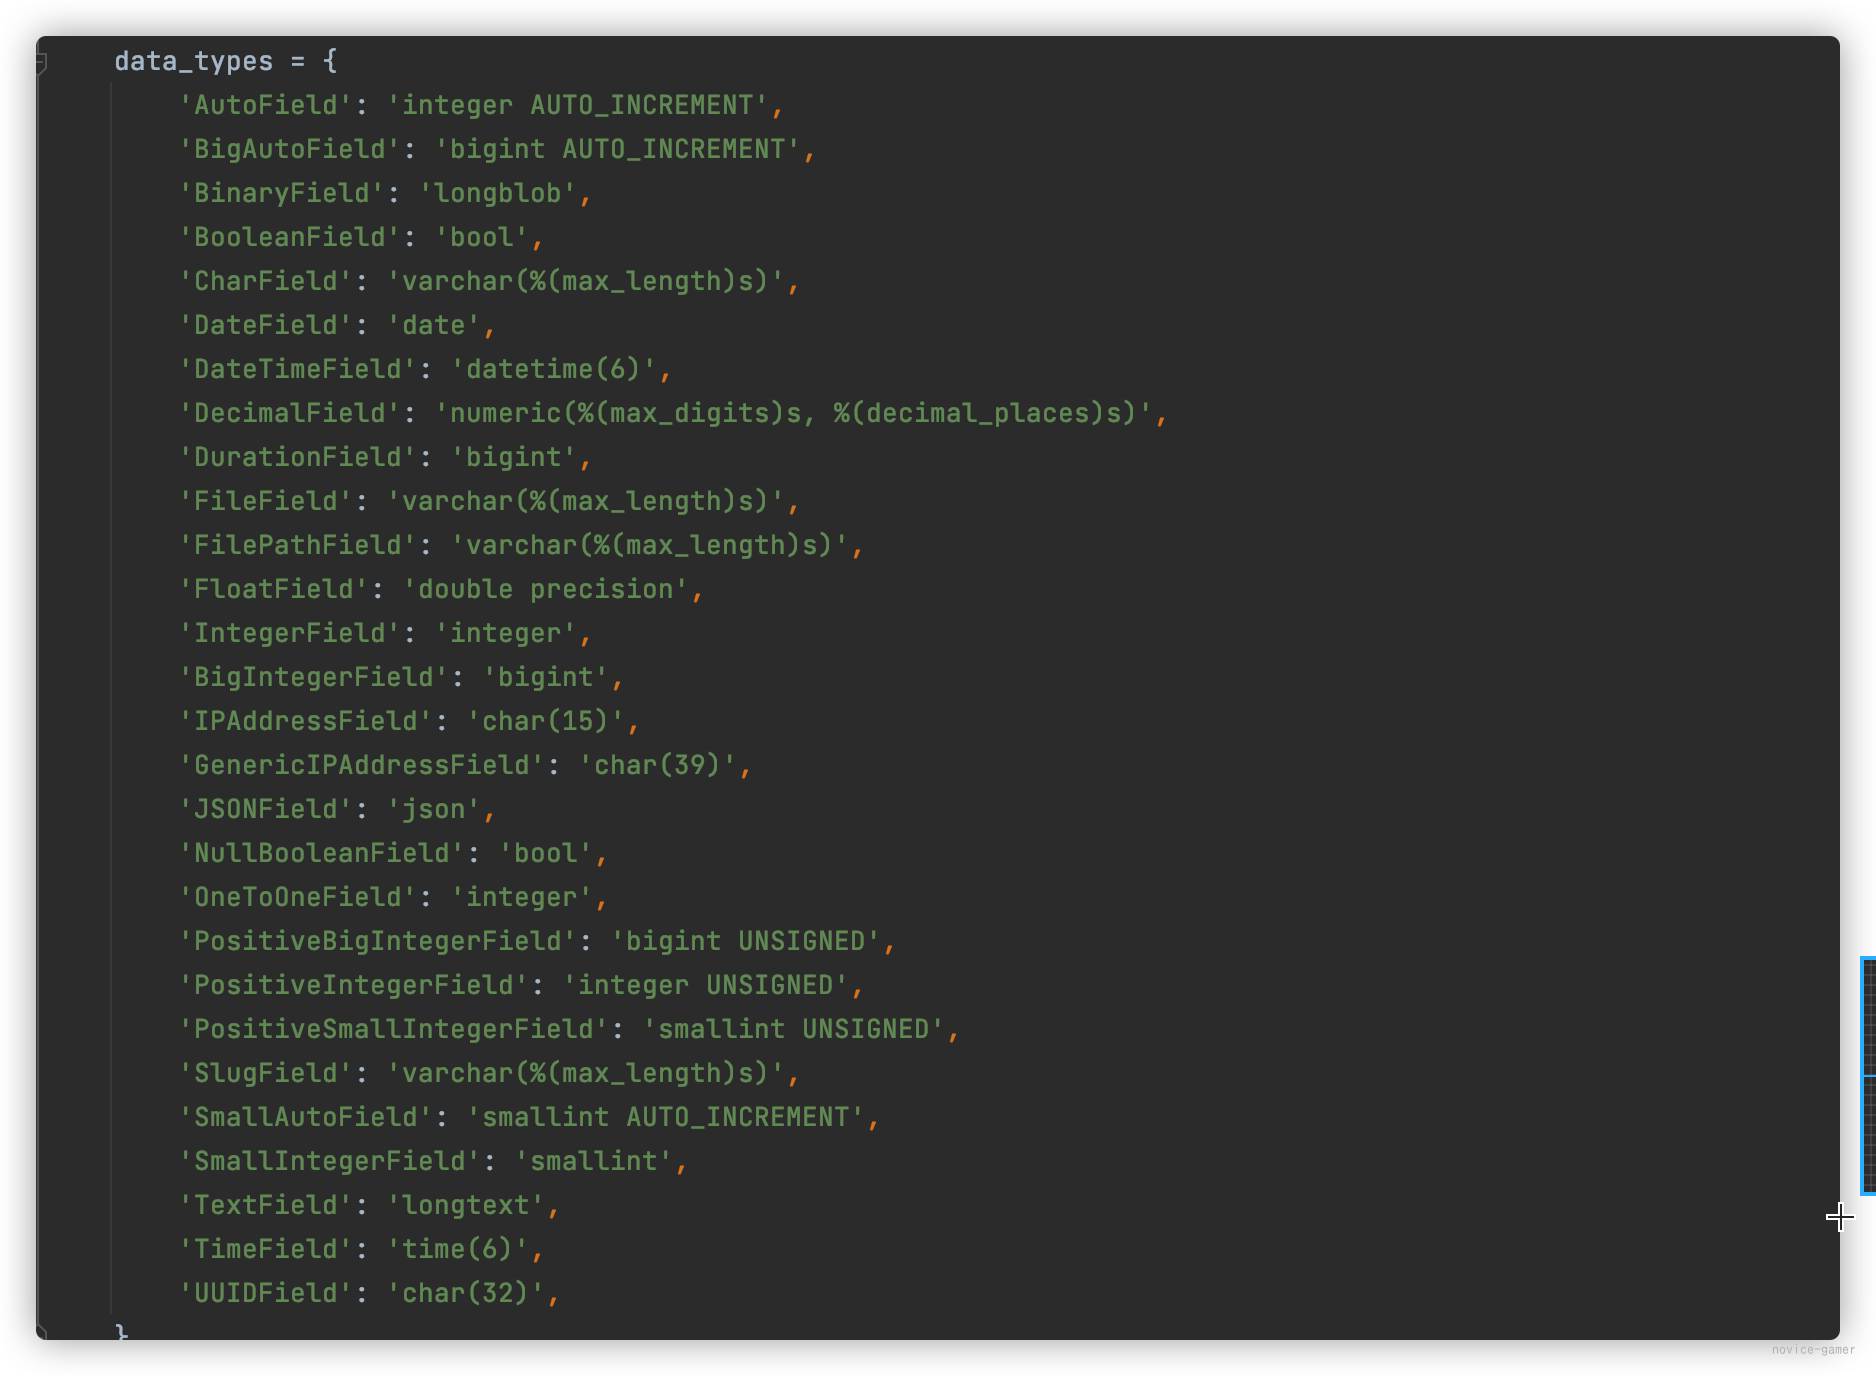 data_types = {
    'AutoField': 'integer AUTO_INCREMENT',
    'BigAutoField': 'bigint AUTO_INCREMENT',
    'BinaryField': 'longblob',
    'BooleanField': 'bool',
    'CharField': 'varchar(%(max_length)s)',
    'DateField': 'date',
    'DateTimeField': 'datetime(6)',
    'DecimalField': 'numeric(%(max_digits)s, %(decimal_places)s)',
    'DurationField': 'bigint',
    'FileField': 'varchar(%(max_length)s)',
    'FilePathField': 'varchar(%(max_length)s)',
    'FloatField': 'double precision',
    'IntegerField': 'integer',
    'BigIntegerField': 'bigint',
    'IPAddressField': 'char(15)',
    'GenericIPAddressField': 'char(39)',
    'JSONField': 'json',
    'NullBooleanField': 'bool',
    'OneToOneField': 'integer',
    'PositiveBigIntegerField': 'bigint UNSIGNED',
    'PositiveIntegerField': 'integer UNSIGNED',
    'PositiveSmallIntegerField': 'smallint UNSIGNED',
    'SlugField': 'varchar(%(max_length)s)',
    'SmallAutoField': 'smallint AUTO_INCREMENT',
    'SmallIntegerField': 'smallint',
    'TextField': 'longtext',
    'TimeField': 'time(6)',
    'UUIDField': 'char(32)',
}
novice-gamer